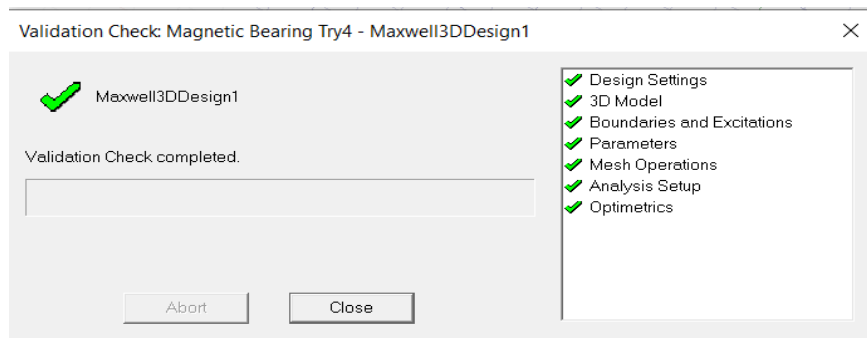 Validation Check: Magnetic Bearing Try4 - Maxwell3DDesign1
Maxwell3DDesign1
Validation Check completed.
Abort
Close
Design Settings
3D Model
Boundaries and Excitations
Parameters
Mesh Operations
Analysis Setup
Optimetrics